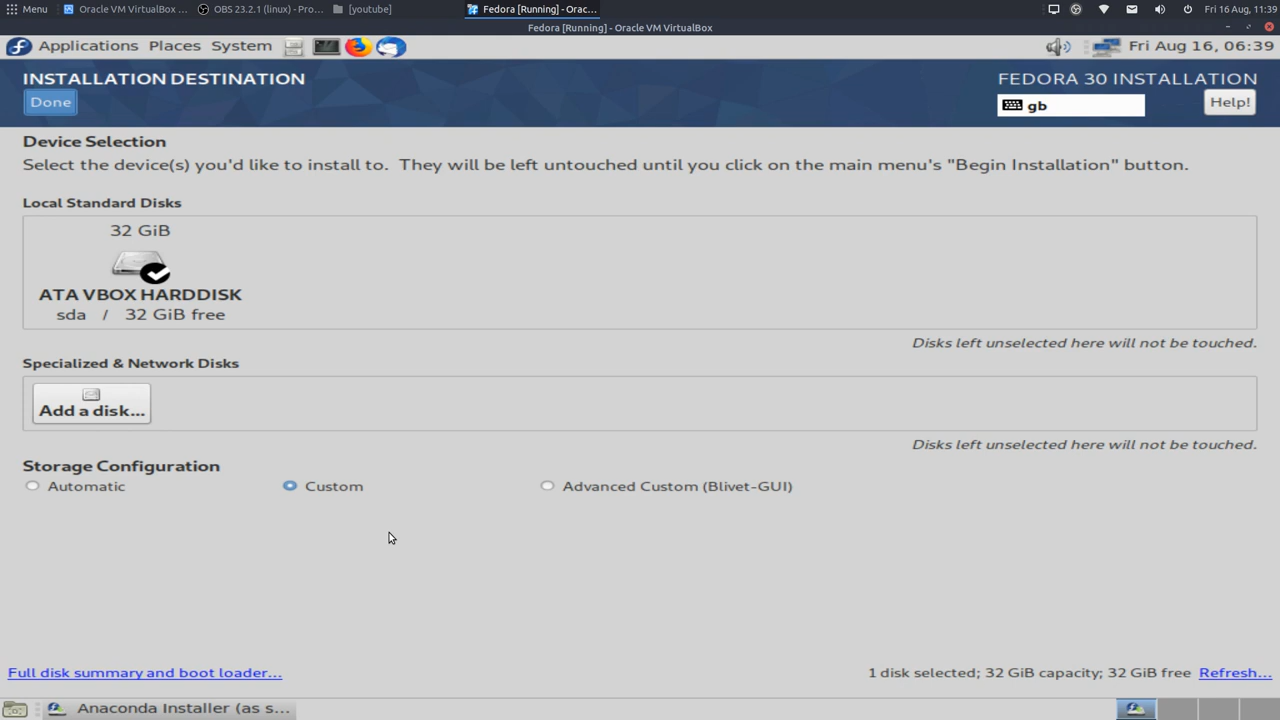 Menu Oracle VM VirtualBox ... OBS 23.2.1 (linux) - Pro... [youtube] Fedora [Running] - Orac... Fri 16 Aug, 11:39
Fedora [Running] - Oracle VM VirtualBox
Applications Places System Fri Aug 16, 06:39
INSTALLATION DESTINATION FEDORA 30 INSTALLATION
Done gb Help!
Device Selection
Select the device(s) you'd like to install to. They will be left untouched until you click on the main menu's "Begin Installation" button.
Local Standard Disks
32 GiB
ATA VBOX HARDDISK
sda / 32 GiB free
Disks left unselected here will not be touched.
Specialized & Network Disks
Add a disk...
Disks left unselected here will not be touched.
Storage Configuration
Automatic Custom Advanced Custom (Blivet-GUI)
Full disk summary and boot loader... 1 disk selected; 32 GiB capacity; 32 GiB free Refresh...
Anaconda Installer (as s...